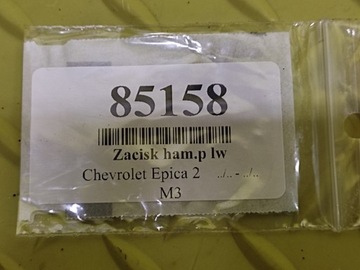 85158
Zacisk ham.p lw
Chevrolet Epica 2 ../.. - ../..
M3